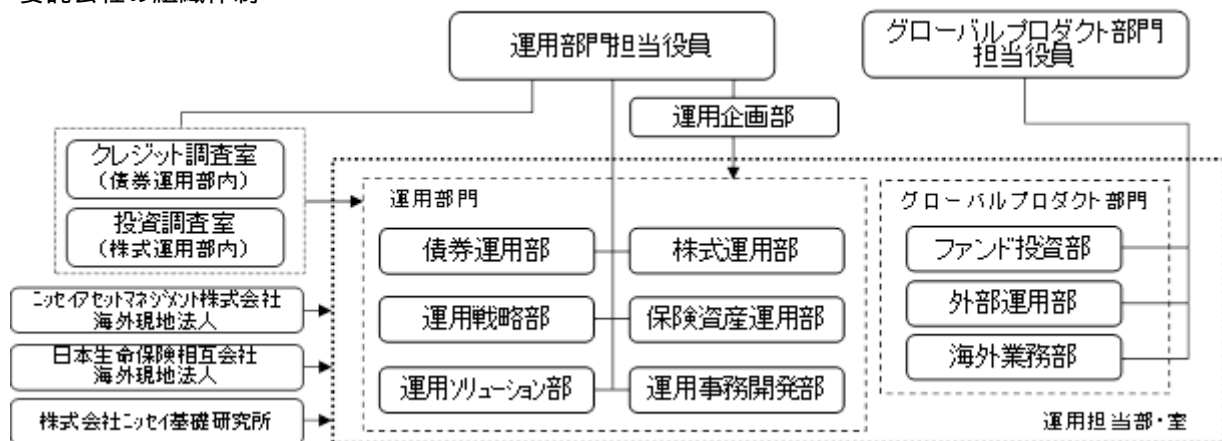 運用部門担当役員
グローバルプロダクト部門
担当役員
運用企画部
クレジット調査室
(債券運用部内)
投資調査室
(株式運用部内)
運用部門
グローバルプロダクト部門
債券運用部
株式運用部
ファンド投資部
ニッセイアセットマネジメント株式会社
海外現地法人
運用戦略部
保険資産運用部
外部運用部
日本生命保険相互会社
海外現地法人
海外業務部
運用ソリューション部
運用事務開発部
株式会社ニッセイ基礎研究所
運用担当部・室